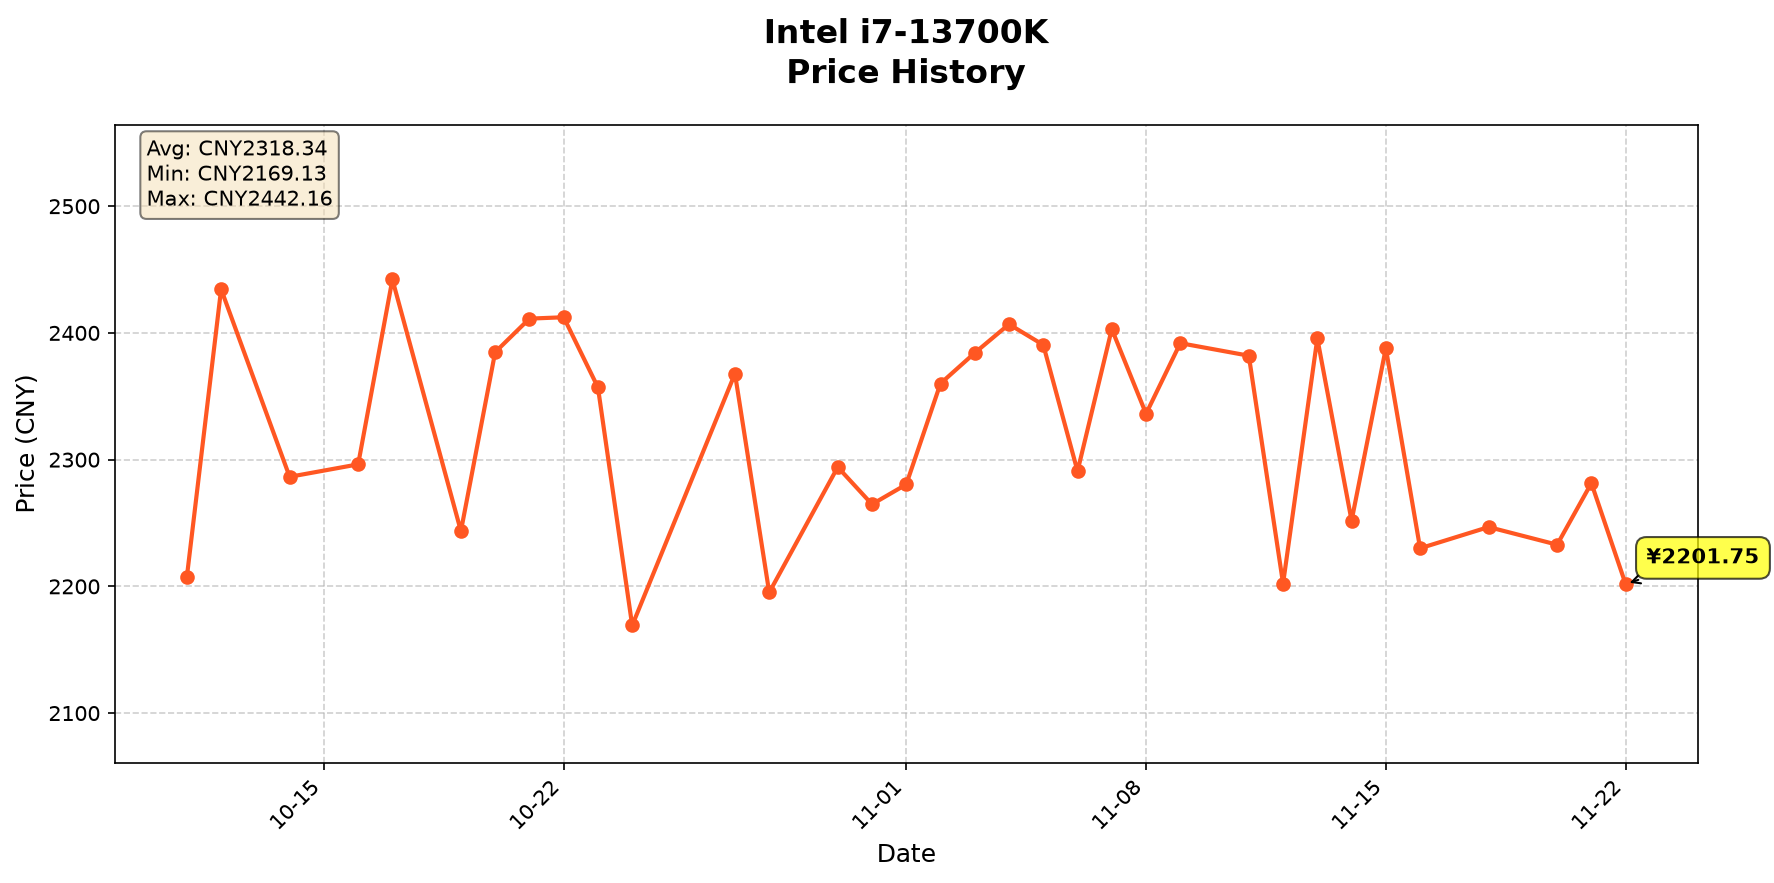 Intel i7-13700K
Price History
Avg: CNY2318.34
Min: CNY2169.13
Max: CNY2442.16
2500
2400
2300
2200
2100
Price (CNY)
¥2201.75
10-15
10-22
11-01
11-08
11-15
11-22
Date